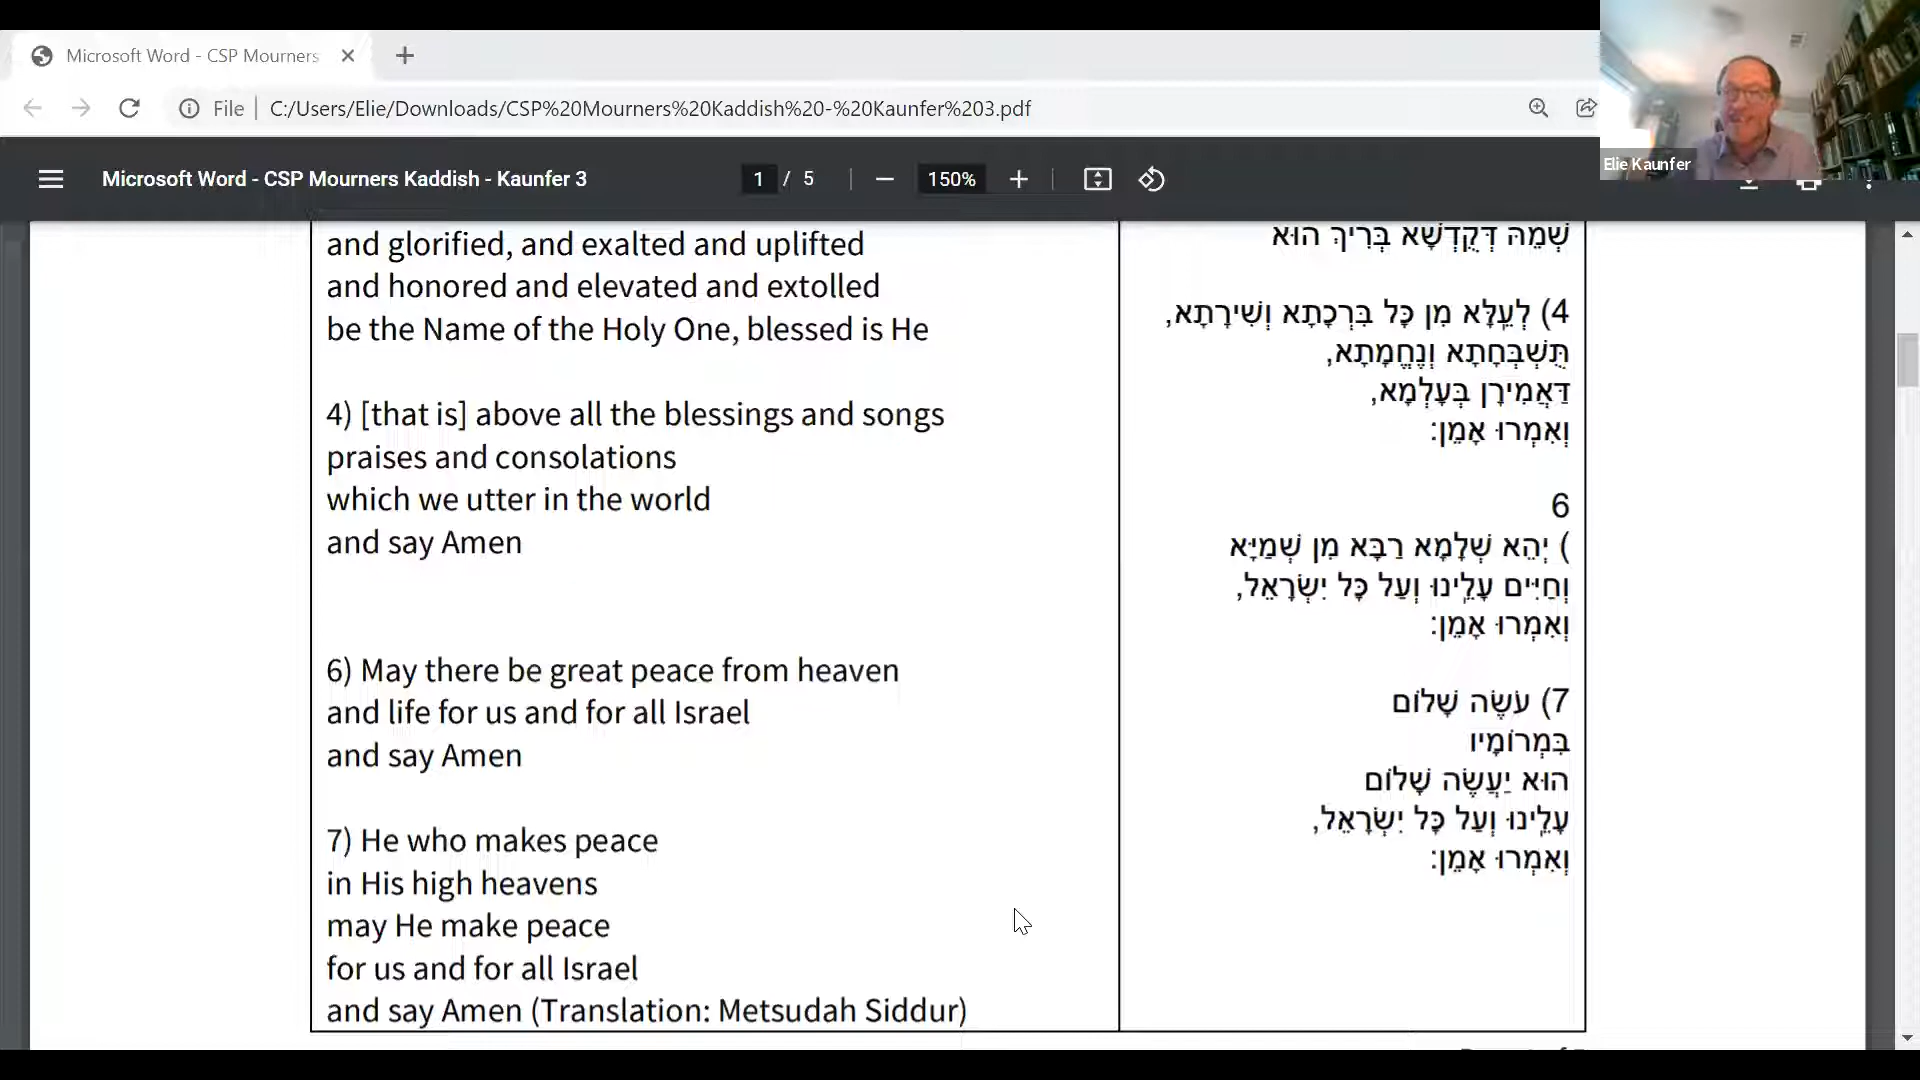 Microsoft Word - CSP Mourners
File
C:/Users/Elie/Downloads/CSP%20Mourners%20Kaddish%20-%20Kaunfer%203.pdf
Elie Kaunfer
Microsoft Word - CSP Mourners Kaddish - Kaunfer 3
1 / 5
150%
and glorified, and exalted and uplifted
and honored and elevated and extolled
be the Name of the Holy One, blessed is He
4) [that is] above all the blessings and songs
praises and consolations
which we utter in the world
and say Amen
6) May there be great peace from heaven
and life for us and for all Israel
and say Amen
7) He who makes peace
in His high heavens
may He make peace
for us and for all Israel
and say Amen (Translation: Metsudah Siddur)
שְׁמֵהּ דְּקֻדְשָׁא בְּרִיךְ הוּא
4) לְעֵלָּא מִן כָּל בִּרְכָתָא וְשִׁירָתָא,
תֻּשְׁבְּחָתָא וְנֶחֱמָתָא,
דַּאֲמִירָן בְּעָלְמָא,
וְאִמְרוּ אָמֵן:
6
) יְהֵא שְׁלָמָא רַבָּא מִן שְׁמַיָּא
וְחַיִּים עָלֵינוּ וְעַל כָּל יִשְׂרָאֵל,
וְאִמְרוּ אָמֵן:
7) עֹשֶׂה שָׁלוֹם
בִּמְרוֹמָיו
הוּא יַעֲשֶׂה שָׁלוֹם
עָלֵינוּ וְעַל כָּל יִשְׂרָאֵל,
וְאִמְרוּ אָמֵן: